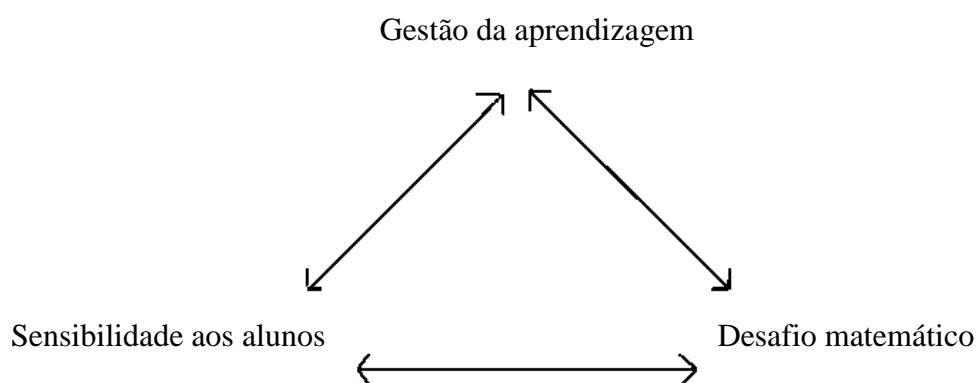 Gestão da aprendizagem
Sensibilidade aos alunos
Desafio matemático